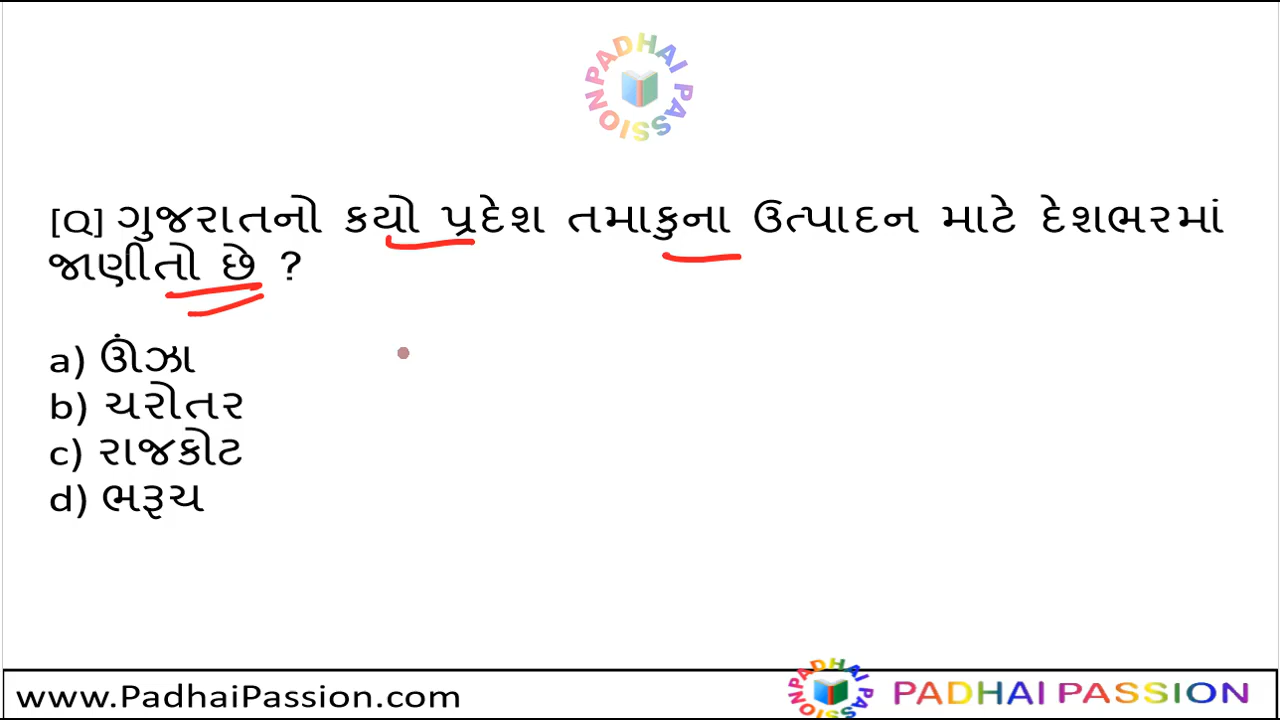 PADHAI PASSION
[Q] ગુજરાતનો કયો પ્રદેશ તમાકુના ઉત્પાદન માટે દેશભરમાં
જાણીતો છે ?
a) ઊંઝા
b) ચરોતર
c) રાજકોટ
d) ભરૂચ
www.PadhaiPassion.com
PADHAI PASSION
PADHAI PASSION